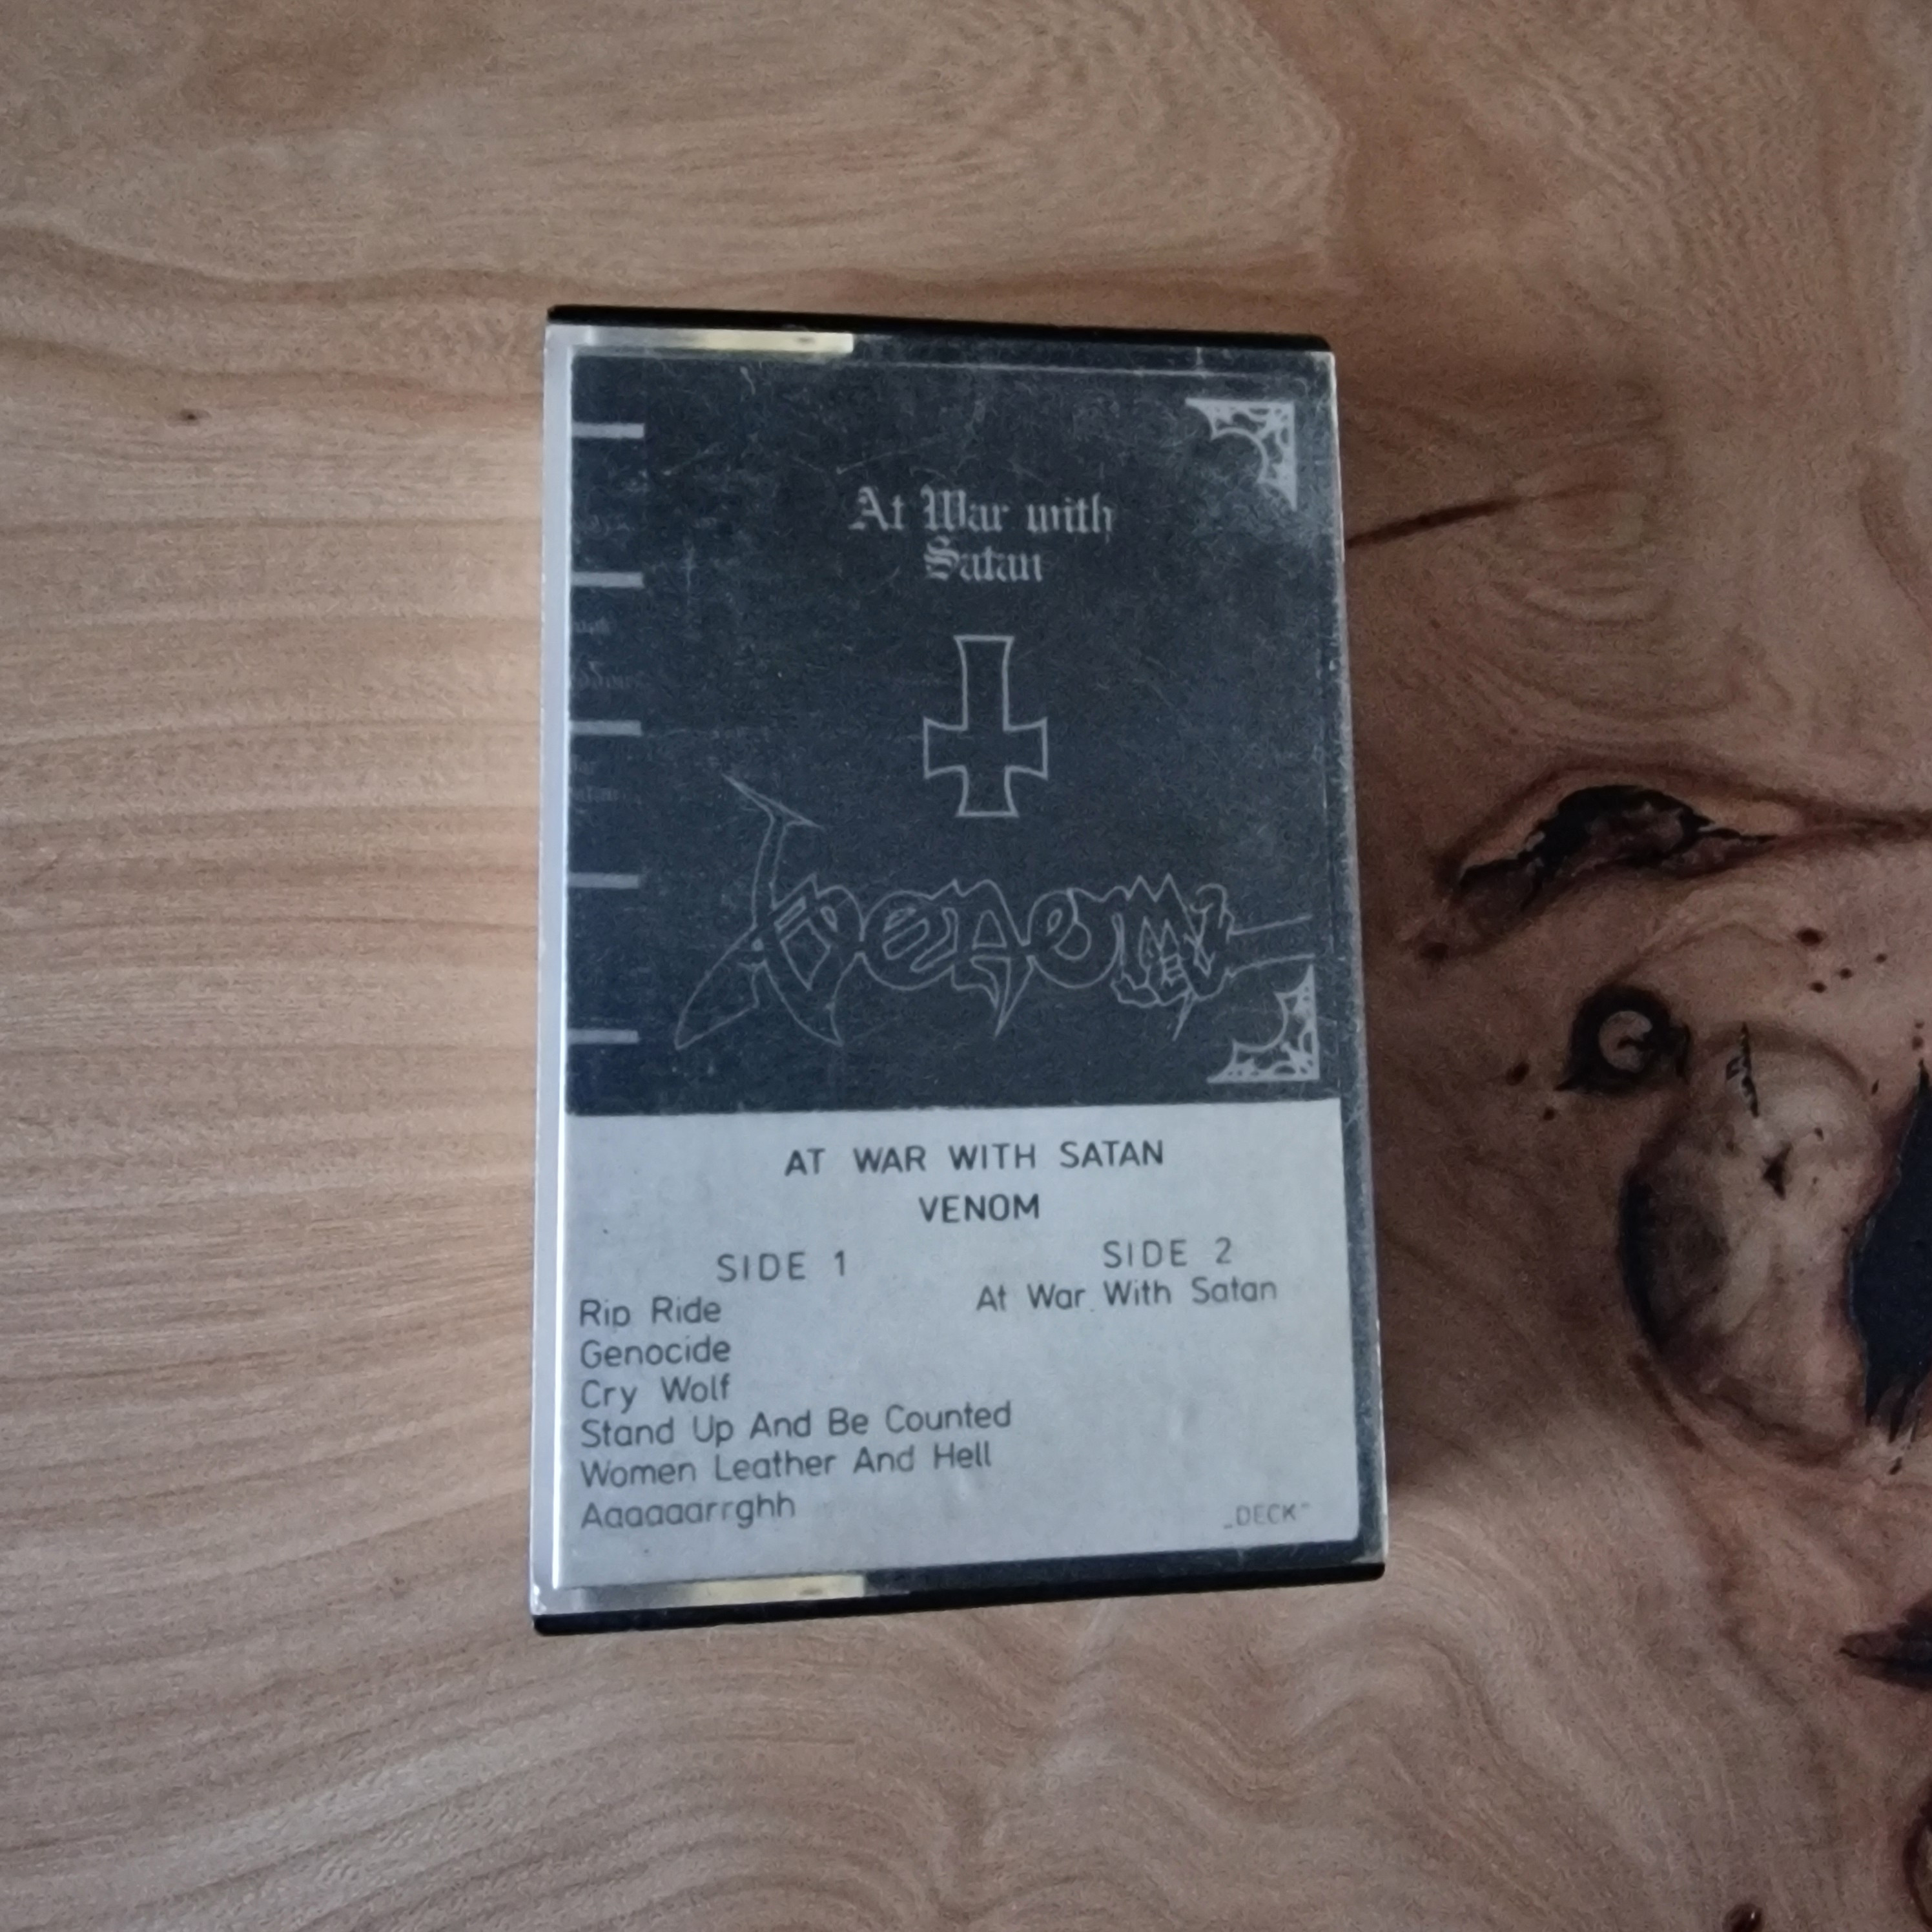 At War with
Satan
Venom
AT WAR WITH SATAN
VENOM
SIDE 1
Rip Ride
Genocide
Cry Wolf
Stand Up And Be Counted
Women Leather And Hell
Aaaaaarrghh
SIDE 2
At War With Satan
„DECK"